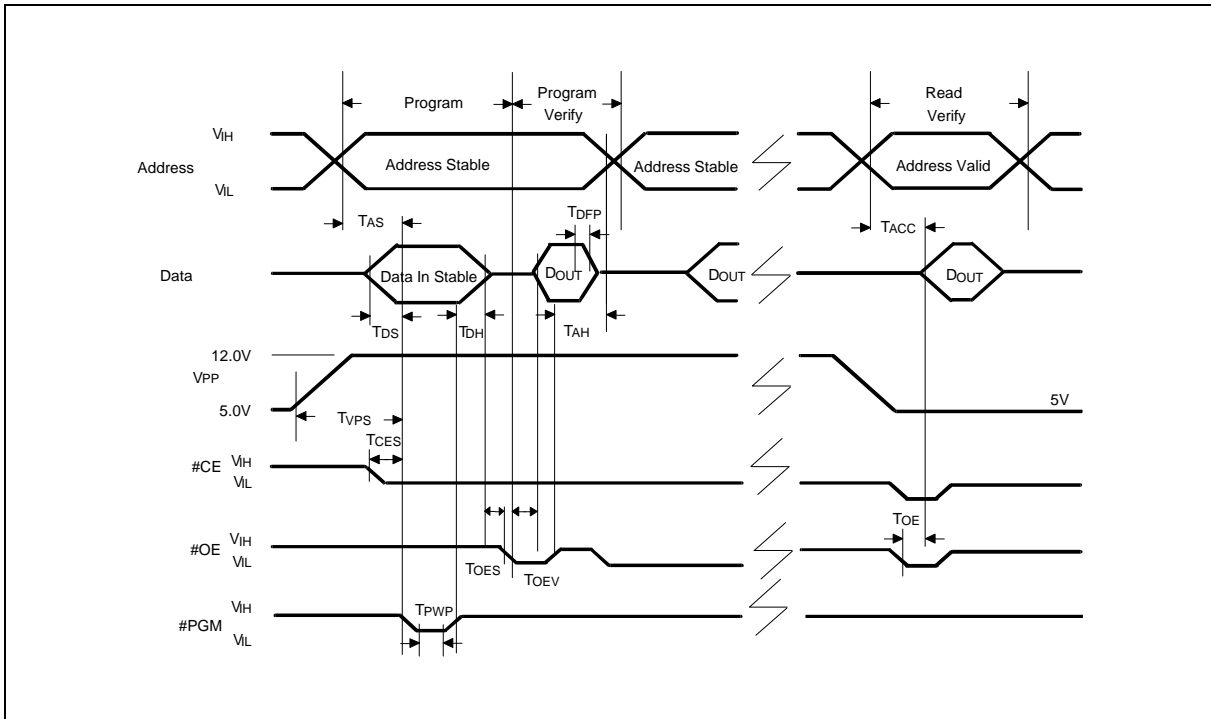 Program
Program
Verify
Read
Verify
VIH
Address
VIL
Address Stable
Address Stable
Address Valid
TAS
TDFP
TACC
Data
Data In Stable
DOUT
DOUT
DOUT
TDS
TDH
TAH
12.0V
VPP
5.0V
5V
TVPS
TCES
#CE
VIH
VIL
TOE
#OE
VIH
VIL
TOES
TOEV
TPWP
#PGM
VIH
VIL